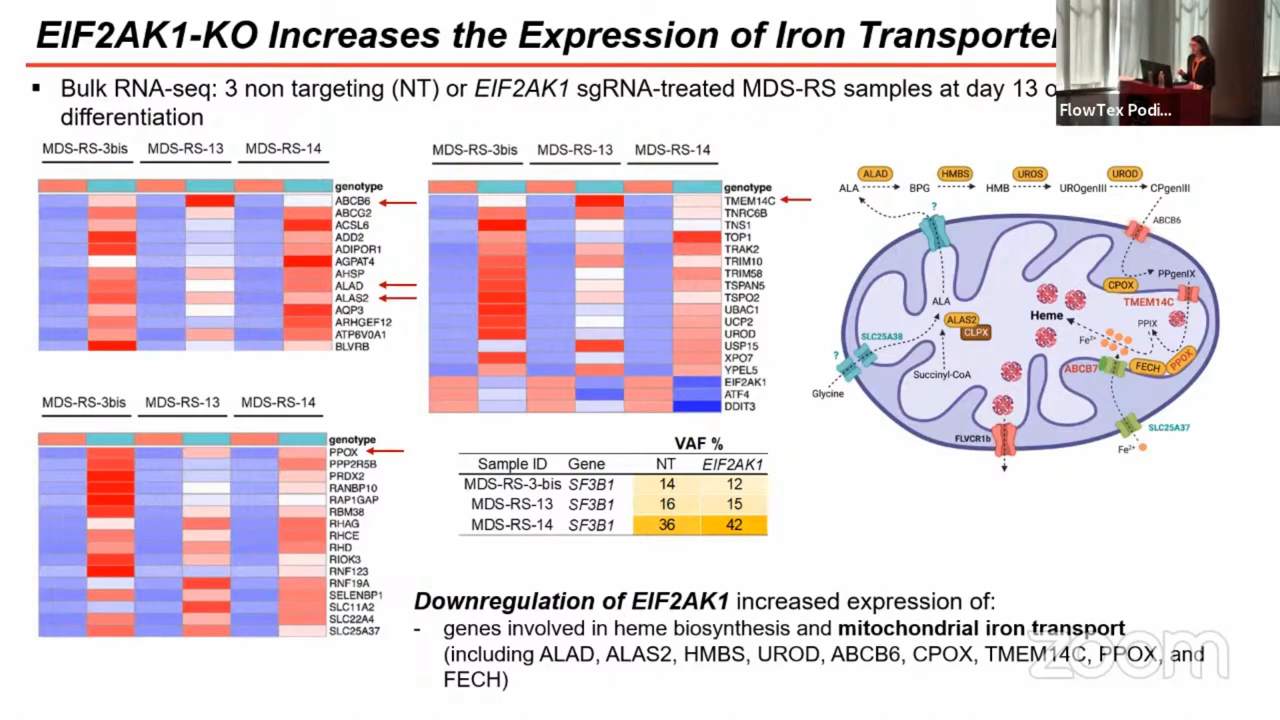 EIF2AK1-KO Increases the Expression of Iron Transporte
▪ Bulk RNA-seq: 3 non targeting (NT) or EIF2AK1 sgRNA-treated MDS-RS samples at day 13 o
differentiation
FlowTex Podi...
MDS-RS-3bis MDS-RS-13 MDS-RS-14
genotype
ABCB6
ABCG2
ACSL6
ADD2
ADIPOR1
AGPAT4
AHSP
ALAD
ALAS2
AQP3
ARHGEF12
ATP6V0A1
BLVRB
MDS-RS-3bis MDS-RS-13 MDS-RS-14
genotype
TMEM14C
TNRC6B
TNS1
TOP1
TRAK2
TRIM10
TRIM58
TSPAN5
TSPO2
UBAC1
UCP2
UROD
USP15
XPO7
YPEL5
EIF2AK1
ATF4
DDIT3
MDS-RS-3bis MDS-RS-13 MDS-RS-14
genotype
PPOX
PPP2R5B
PRDX2
RANBP10
RAP1GAP
RBM38
RHAG
RHCE
RHD
RIOK3
RNF123
RNF19A
SELENBP1
SLC11A2
SLC22A4
SLC25A37
VAF %
Sample ID Gene NT EIF2AK1
MDS-RS-3-bis SF3B1 14 12
MDS-RS-13 SF3B1 16 15
MDS-RS-14 SF3B1 36 42
ALAD HMBS UROS UROD
ALA BPG HMB UROgenIII CPgenIII
?
ABCB6
PPgenIX
CPOX
TMEM14C
ALA
Heme
ALAS2
CLPX
PPIX
Fe²⁺
SLC25A38
?
ABCB7
FECH
PPOX
Succinyl-CoA
Glycine
SLC25A37
FLVCR1b
Fe²⁺
Downregulation of EIF2AK1 increased expression of:
- genes involved in heme biosynthesis and mitochondrial iron transport
(including ALAD, ALAS2, HMBS, UROD, ABCB6, CPOX, TMEM14C, PPOX, and
FECH)
zoom